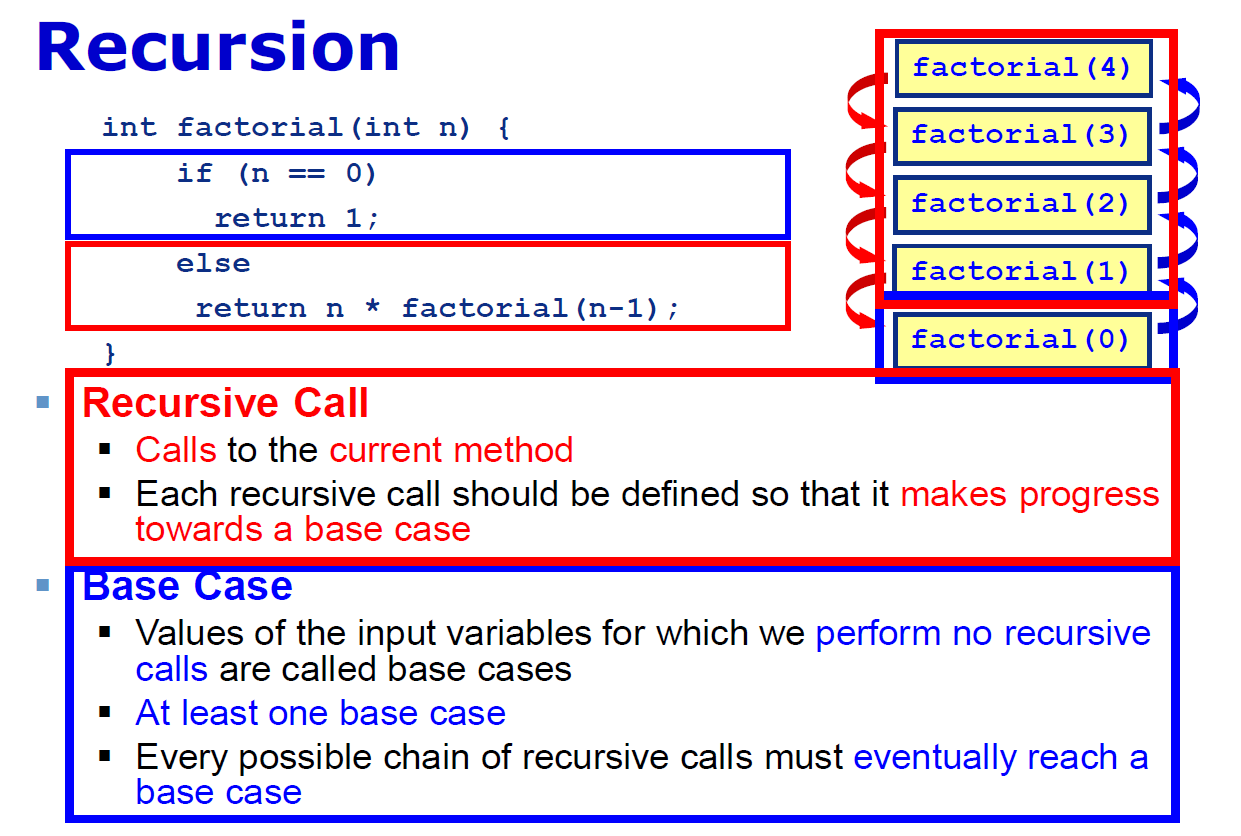 Recursion
int factorial(int n) {
if (n == 0)
return 1;
else
return n * factorial(n-1);
}
factorial(4)
factorial(3)
factorial(2)
factorial(1)
factorial(0)
Recursive Call
Calls to the current method
Each recursive call should be defined so that it makes progress
towards a base case
Base Case
Values of the input variables for which we perform no recursive
calls are called base cases
At least one base case
Every possible chain of recursive calls must eventually reach a
base case